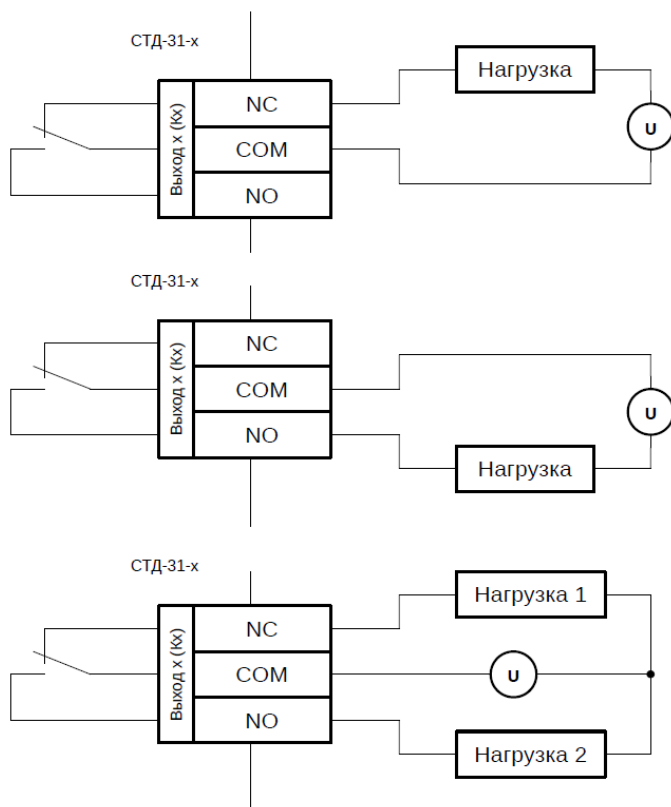 СТД-31-х
Выход х (Кх)
NC
COM
NO
Нагрузка
U
СТД-31-х
Выход х (Кх)
NC
COM
NO
U
Нагрузка
СТД-31-х
Выход х (Кх)
NC
COM
NO
Нагрузка 1
U
Нагрузка 2